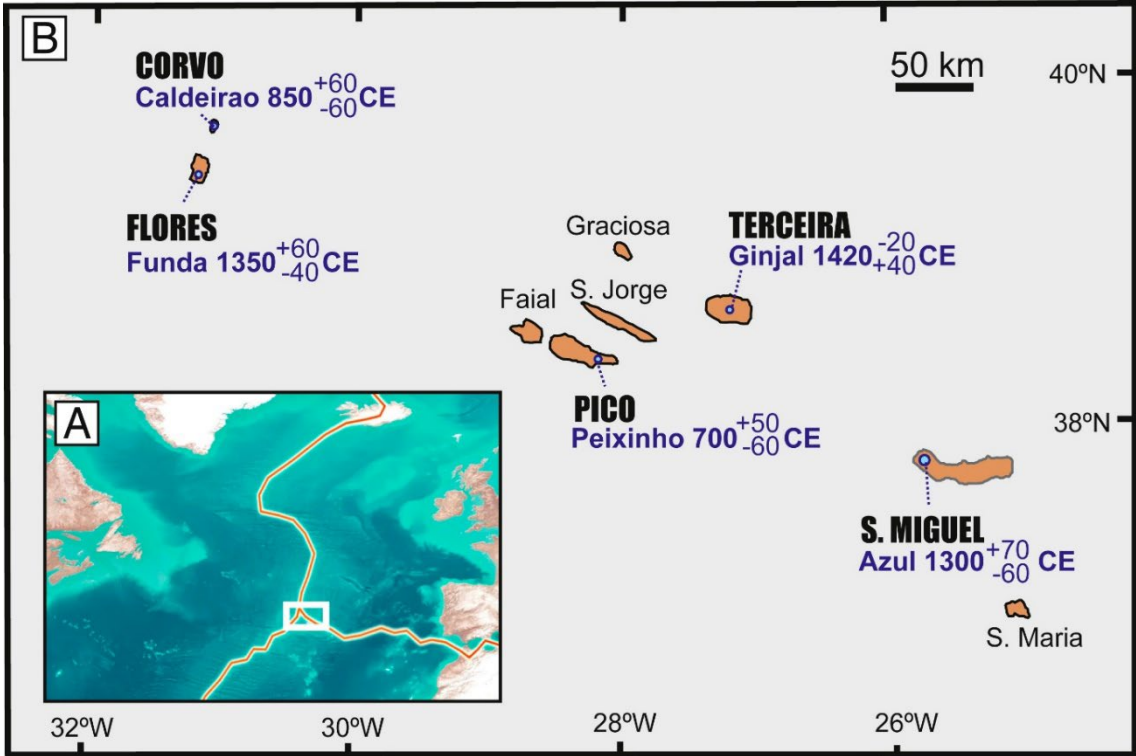 B
CORVO
Caldeirao 850 +60 -60 CE
50 km
40ºN
FLORES
Funda 1350 +60 -40 CE
Graciosa
TERCEIRA
Ginjal 1420 -20 +40 CE
Faial
S. Jorge
PICO
Peixinho 700 +50 -60 CE
38ºN
A
S. MIGUEL
Azul 1300 +70 -60 CE
S. Maria
32ºW
30ºW
28ºW
26ºW